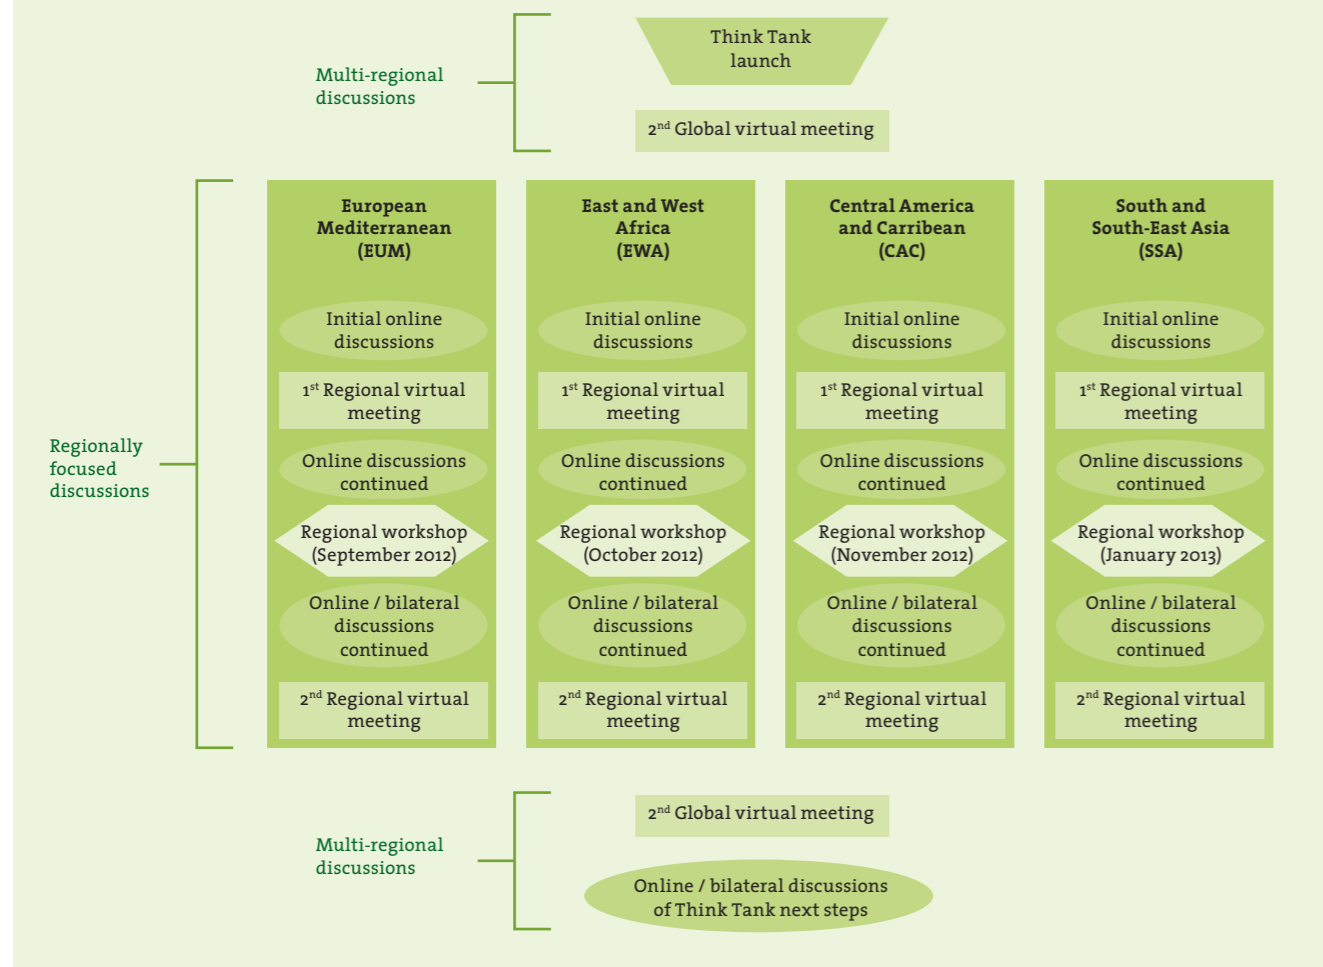 Multi-regional
discussions
Think Tank
launch
2nd Global virtual meeting
Regionally
focused
discussions
European
Mediterranean
(EUM)
Initial online
discussions
1st Regional virtual
meeting
Online discussions
continued
Regional workshop
(September 2012)
Online / bilateral
discussions
continued
2nd Regional virtual
meeting
East and West
Africa
(EWA)
Initial online
discussions
1st Regional virtual
meeting
Online discussions
continued
Regional workshop
(October 2012)
Online / bilateral
discussions
continued
2nd Regional virtual
meeting
Central America
and Carribean
(CAC)
Initial online
discussions
1st Regional virtual
meeting
Online discussions
continued
Regional workshop
(November 2012)
Online / bilateral
discussions
continued
2nd Regional virtual
meeting
South and
South-East Asia
(SSA)
Initial online
discussions
1st Regional virtual
meeting
Online discussions
continued
Regional workshop
(January 2013)
Online / bilateral
discussions
continued
2nd Regional virtual
meeting
Multi-regional
discussions
2nd Global virtual meeting
Online / bilateral discussions
of Think Tank next steps